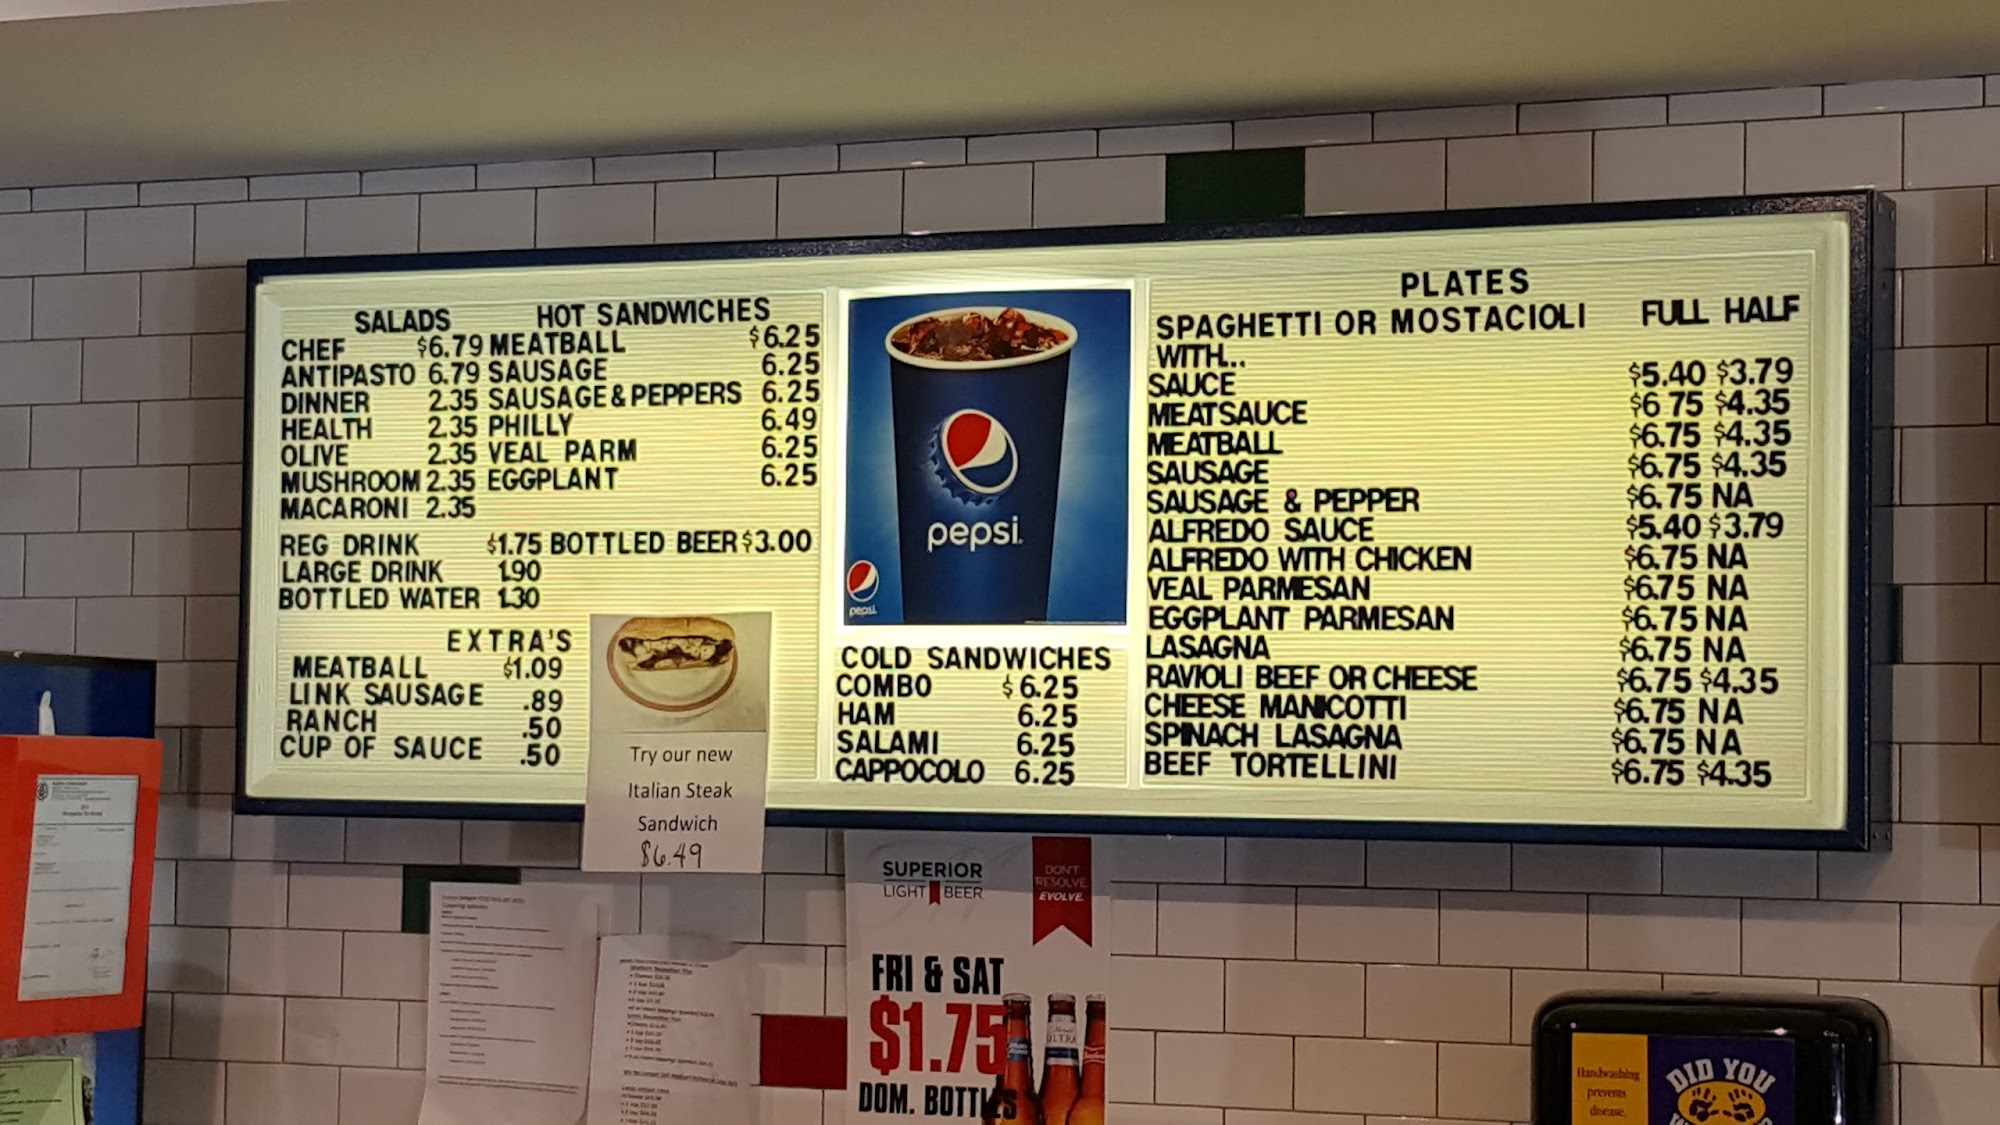 SALADS
CHEF $6.79
ANTIPASTO 6.79
DINNER 2.35
HEALTH 2.35
OLIVE 2.35
MUSHROOM 2.35
MACARONI 2.35
HOT SANDWICHES
MEATBALL $6.25
SAUSAGE 6.25
SAUSAGE & PEPPERS 6.25
PHILLY 6.49
VEAL PARM 6.25
EGGPLANT 6.25
REG DRINK $1.75
LARGE DRINK 1.90
BOTTLED WATER 1.30
BOTTLED BEER $3.00
EXTRA'S
MEATBALL $1.09
LINK SAUSAGE .89
RANCH .50
CUP OF SAUCE .50
Try our new
Italian Steak
Sandwich
$6.49
pepsi.
pepsi.
COLD SANDWICHES
COMBO $6.25
HAM 6.25
SALAMI 6.25
CAPPOCOLO 6.25
PLATES
SPAGHETTI OR MOSTACIOLI FULL HALF
WITH...
SAUCE $5.40 $3.79
MEATSAUCE $6 75 $4.35
MEATBALL $6.75 $4.35
SAUSAGE $6.75 $4.35
SAUSAGE & PEPPER $6.75 NA
ALFREDO SAUCE $5.40 $3.79
ALFREDO WITH CHICKEN $6.75 NA
VEAL PARMESAN $6.75 NA
EGGPLANT PARMESAN $6.75 NA
LASAGNA $6.75 NA
RAVIOLI BEEF OR CHEESE $6.75 $4.35
CHEESE MANICOTTI $6.75 NA
SPINACH LASAGNA $6.75 NA
BEEF TORTELLINI $6.75 $4.35
SUPERIOR
LIGHT BEER
DON'T
RESOLVE.
EVOLVE.
FRI & SAT
$1.75
DOM. BOTTLES
ULTRA
Handwashing
prevents
disease.
DID YOU